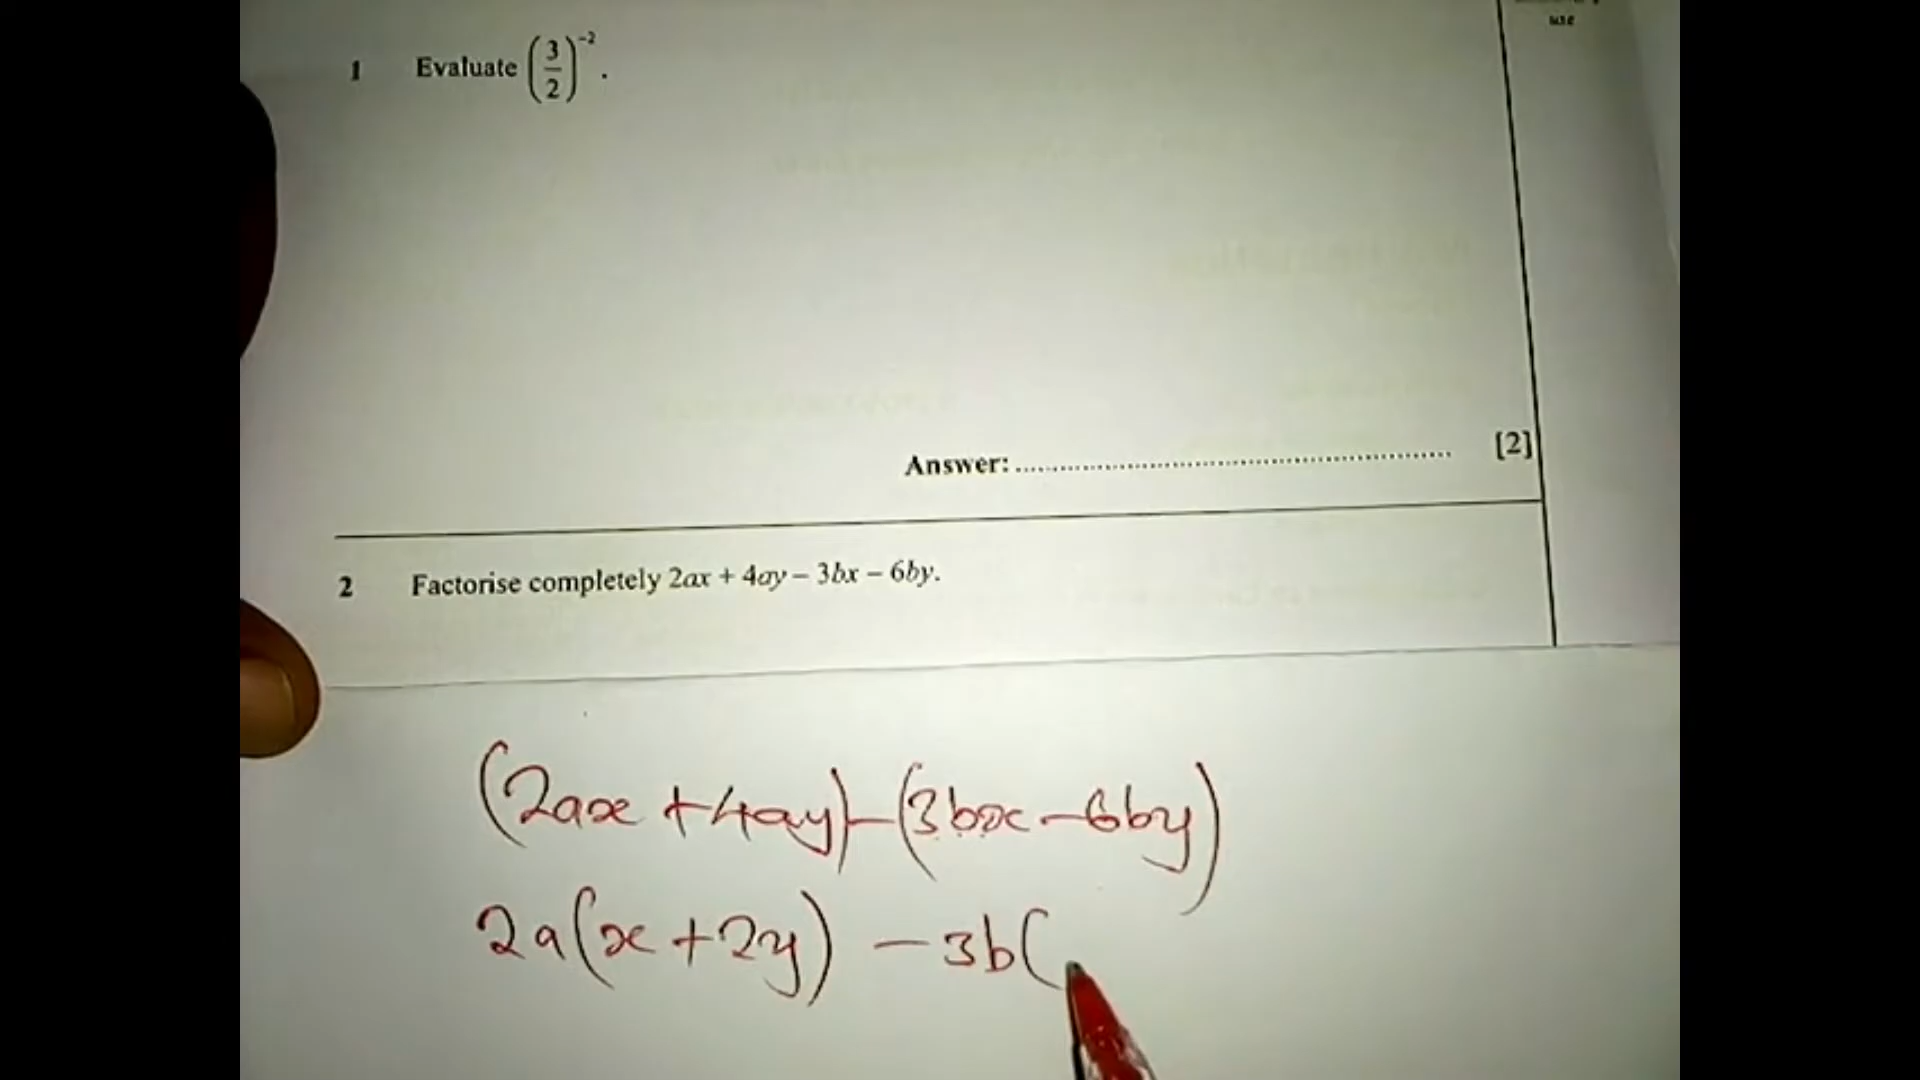 use
1 Evaluate (3/2)^-2 .
Answer: .................................................. [2]
2 Factorise completely 2ax + 4ay – 3bx – 6by.
(2ax + 4ay) – (3bx – 6by)
2a(x + 2y) – 3b(